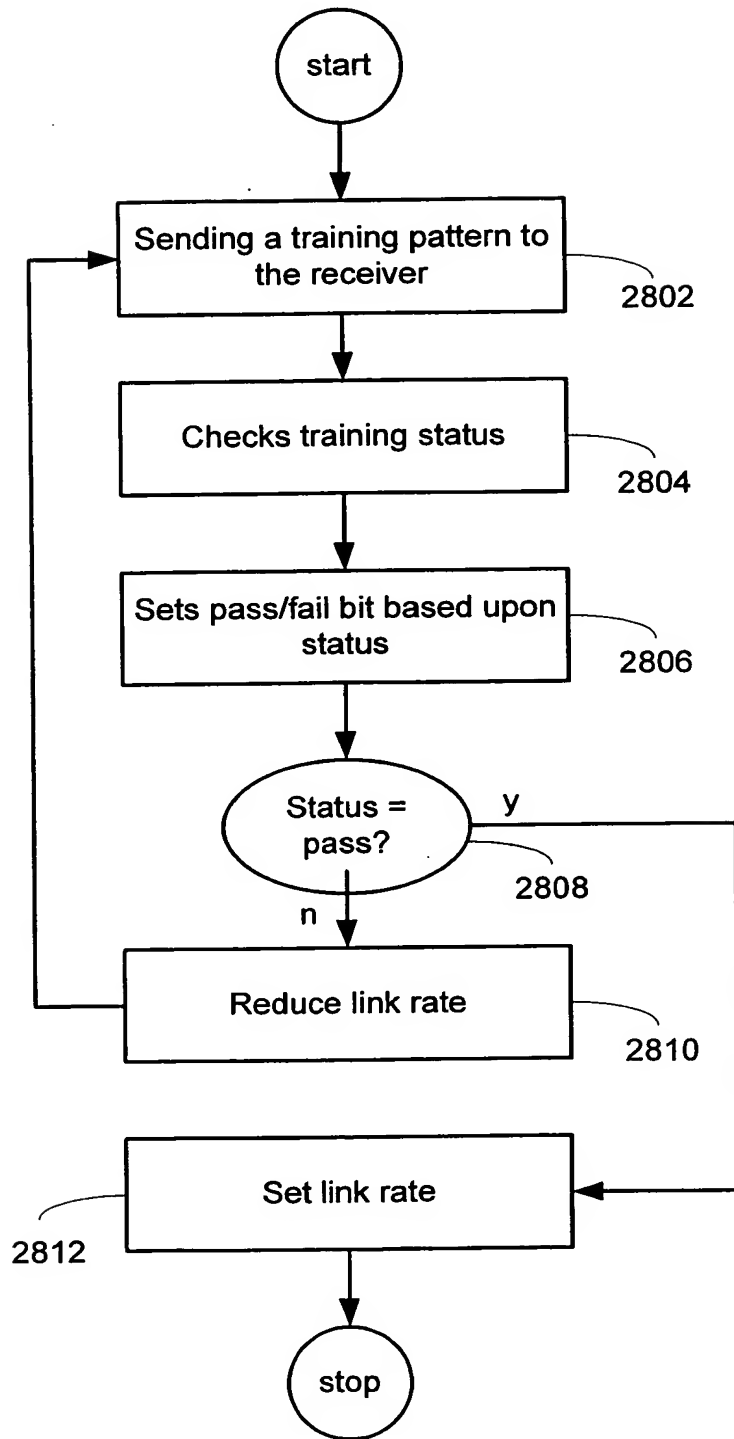 start
Sending a training pattern to
the receiver
2802
Checks training status
2804
Sets pass/fail bit based upon
status
2806
Status =
pass?
y
2808
n
Reduce link rate
2810
Set link rate
2812
stop